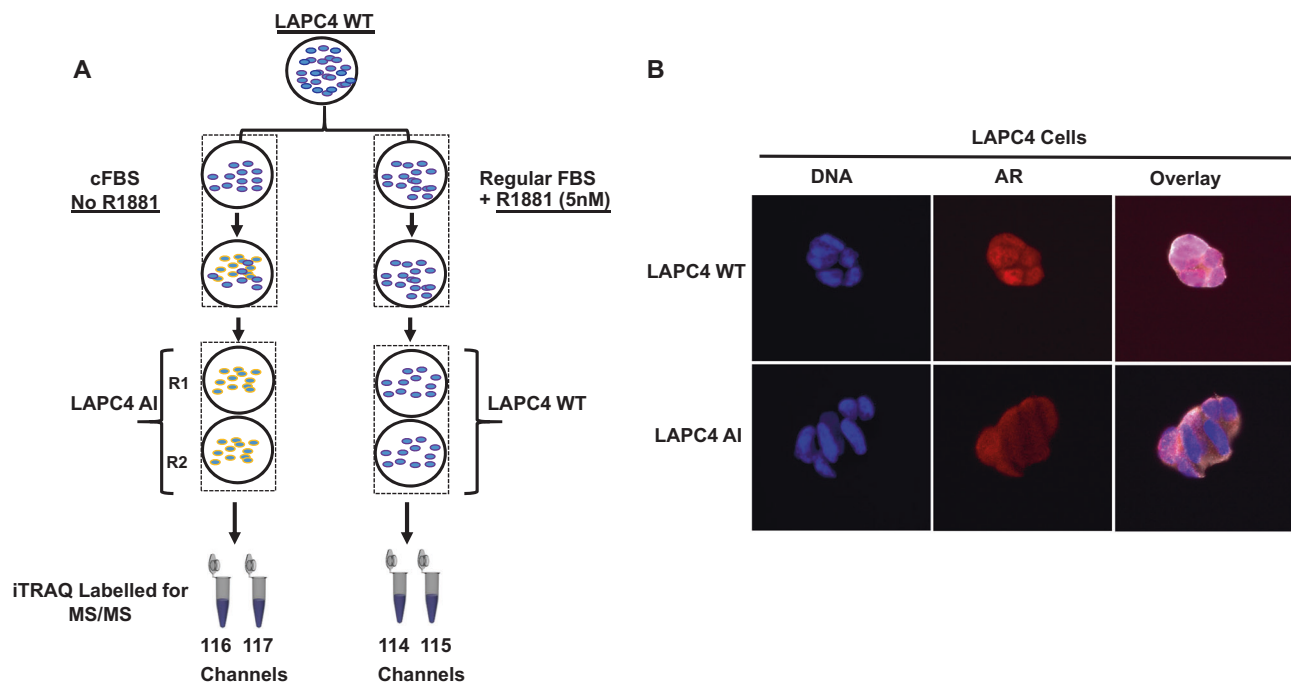 LAPC4 WT
A
cFBS
No R1881
Regular FBS
+ R1881 (5nM)
LAPC4 AI
R1
R2
LAPC4 WT
iTRAQ Labelled for
MS/MS
116 117
Channels
114 115
Channels
B
LAPC4 Cells
DNA AR Overlay
LAPC4 WT
LAPC4 AI